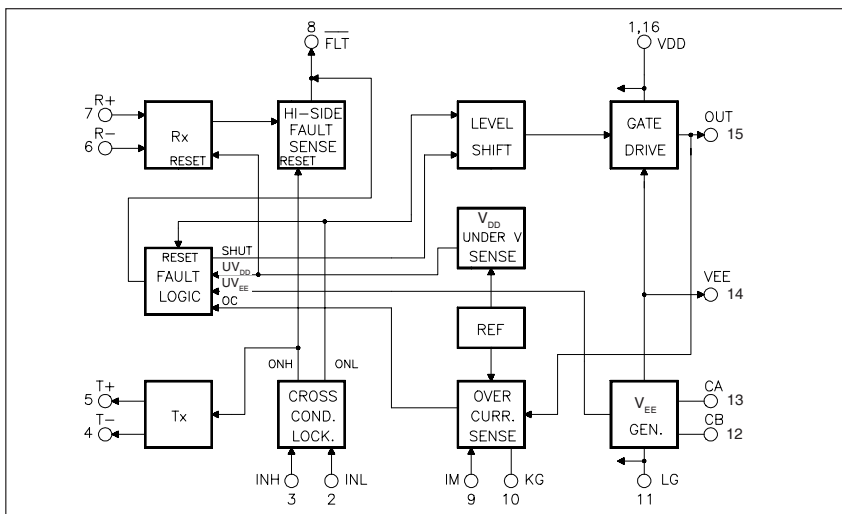 8
FLT
1,16
VDD
R+
7
R-
6
Rx
RESET
HI-SIDE
FAULT
SENSE
RESET
LEVEL
SHIFT
GATE
DRIVE
OUT
15
RESET
FAULT
LOGIC
SHUT
UVDD
UVEE
OC
VDD
UNDER V
SENSE
VEE
14
REF
ONH
ONL
T+
5
T-
4
Tx
CROSS
COND.
LOCK.
OVER
CURR.
SENSE
VEE
GEN.
CA
13
CB
12
INH
3
INL
2
IM
9
KG
10
LG
11